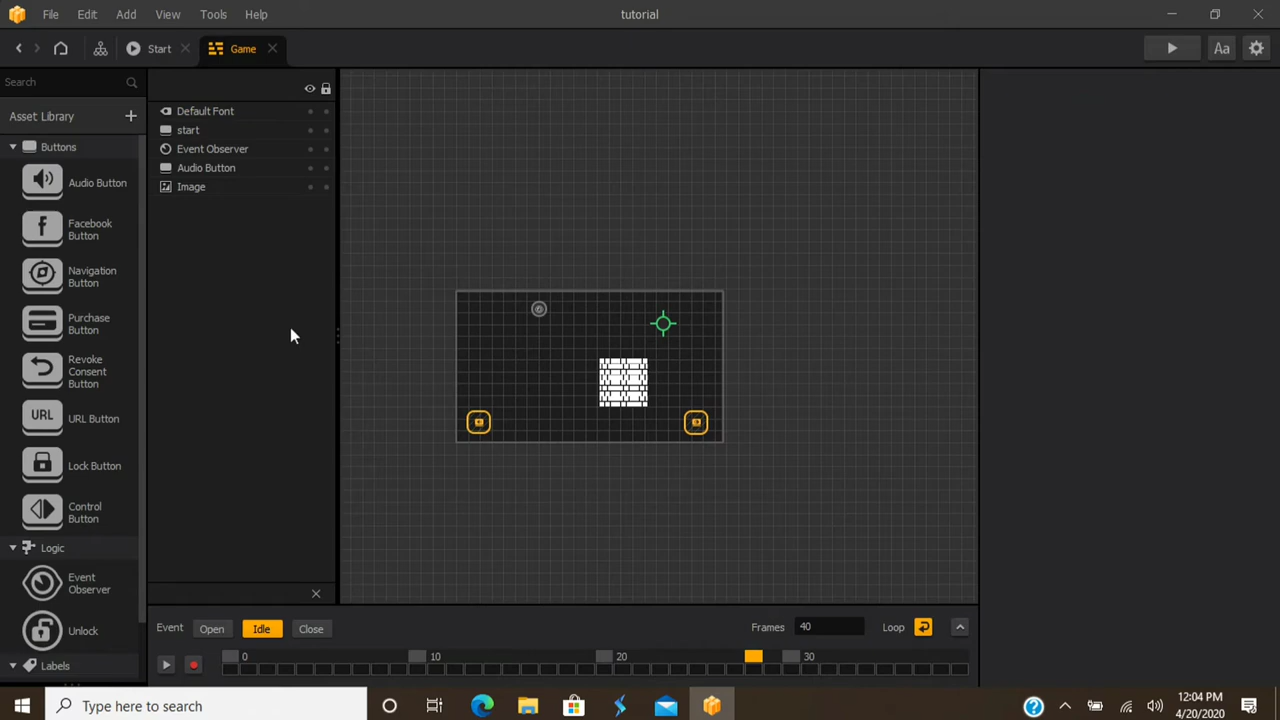 File Edit Add View Tools Help
tutorial
Start
Game
Aa
Search
Asset Library
Buttons
Audio Button
Facebook
Button
Navigation
Button
Purchase
Button
Revoke
Consent
Button
URL
URL Button
Lock Button
Control
Button
Logic
Event
Observer
Unlock
Labels
Default Font
start
Event Observer
Audio Button
Image
Event Open Idle Close
Frames 40 Loop
0 10 20 30
Type here to search
12:04 PM
4/20/2020